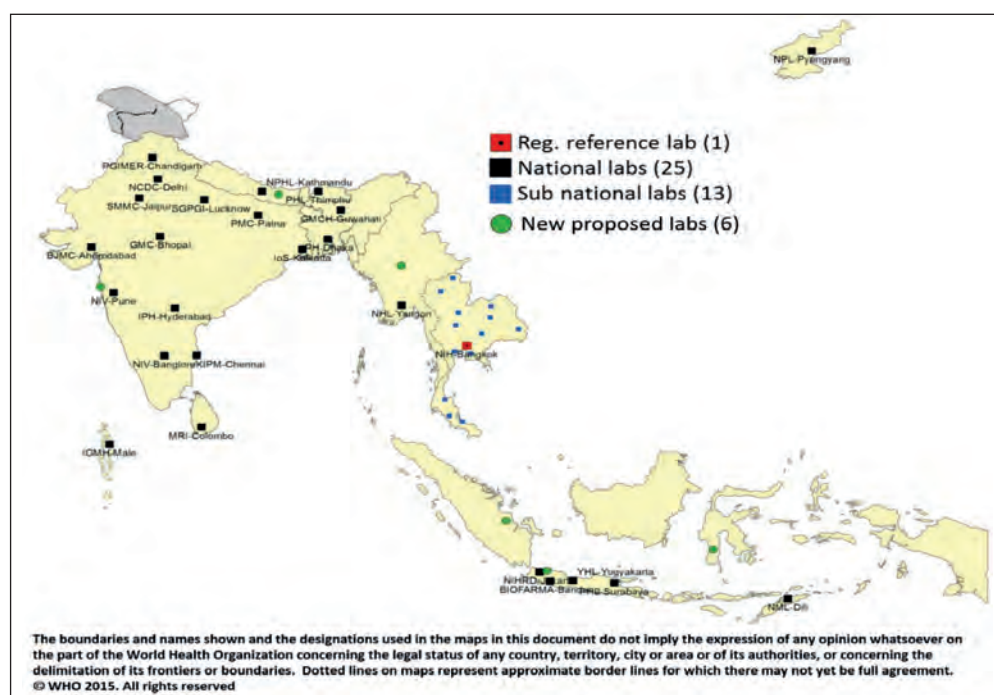 NPL-Pyongyang
Reg. reference lab (1)
National labs (25)
Sub national labs (13)
New proposed labs (6)
PGIMER-Chandigarh
NCDC-Delhi
NPHL-Kathmandu
SMMC-Jaipur
SGPGI-Lucknow
PHL-Thimphu
GMCH-Guwahati
PMC-Patna
GMC-Bhopal
BJMC-Ahemdabad
IoS-Kolkata
IPH-Dhaka
NIV-Pune
IPH-Hyderabad
NHL-Yangon
NIH-Bangkok
NIV-Banglore
KIPM-Chennai
MRI-Colombo
IGMH-Male
YHL-Yogyakarta
NIHRD-
BIOFARMA-
-Surabaya
NML-Dili
The boundaries and names shown and the designations used in the maps in this document do not imply the expression of any opinion whatsoever on
the part of the World Health Organization concerning the legal status of any country, territory, city or area or of its authorities, or concerning the
delimitation of its frontiers or boundaries. Dotted lines on maps represent approximate border lines for which there may not yet be full agreement.
© WHO 2015. All rights reserved